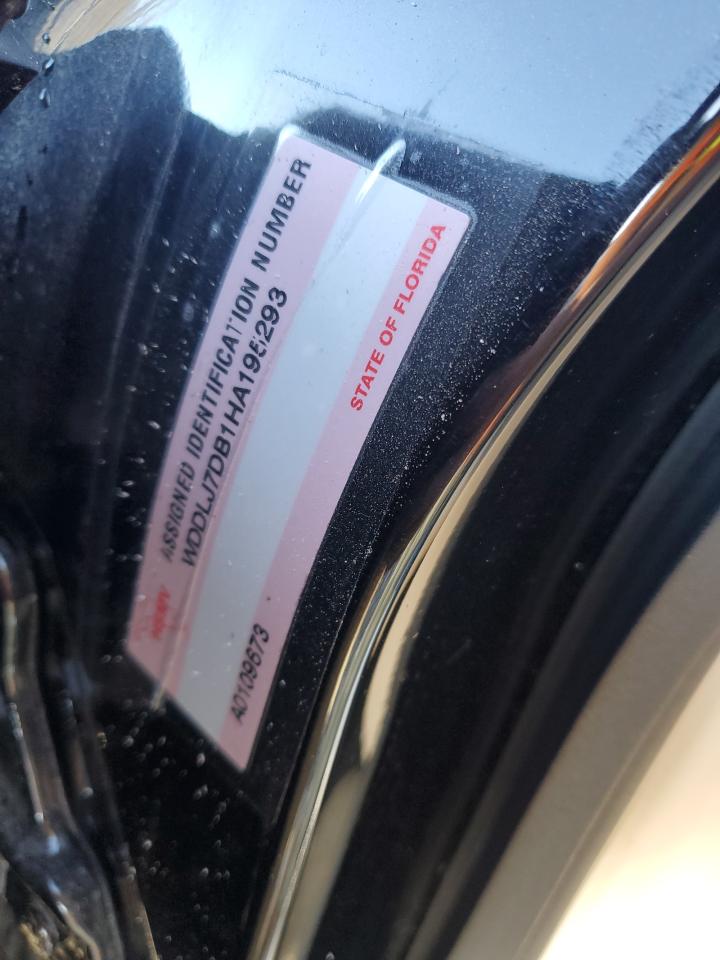 ASSIGNED IDENTIFICATION NUMBER
WDDLJ7DB1HA195293
STATE OF FLORIDA
A0109673